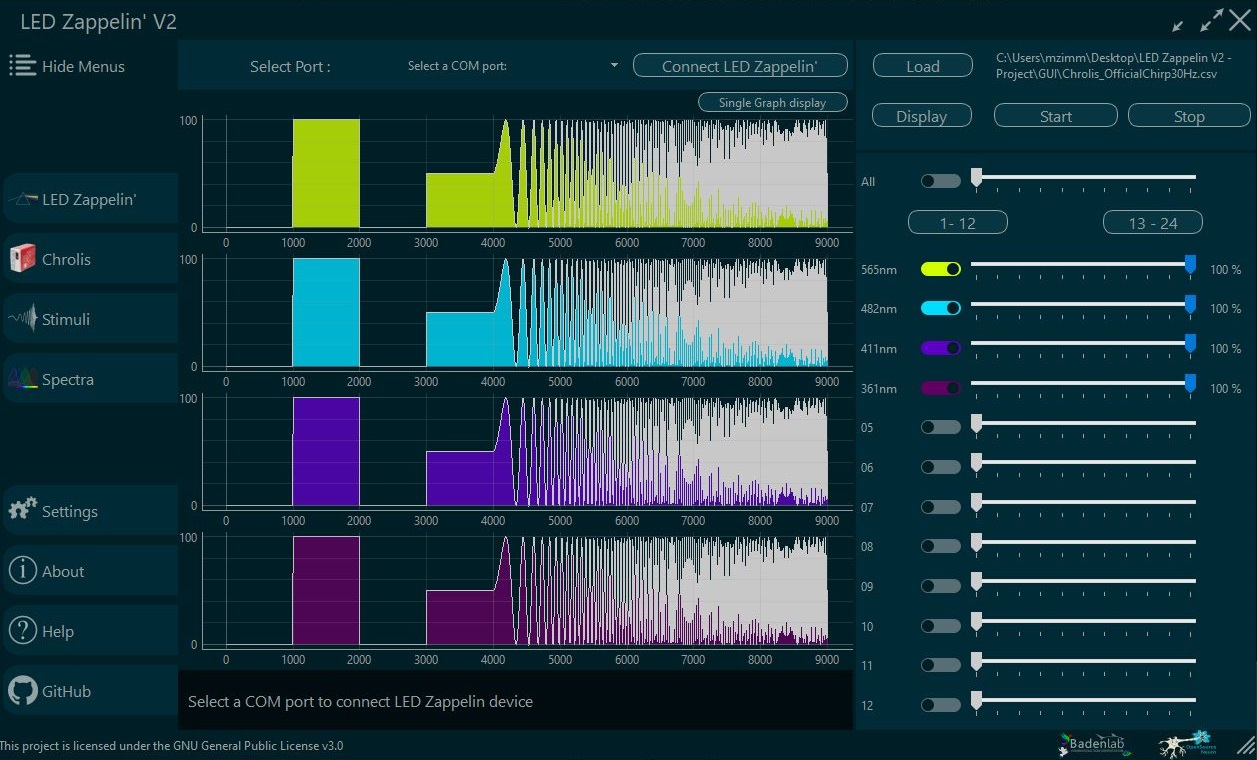 LED Zappelin' V2
Hide Menus
Select Port :
Select a COM port:
Connect LED Zappelin'
Load
C:\Users\mzimm\Desktop\LED Zappelin V2 -
Project\GUI\Chrolis_OfficialChirp30Hz.csv
Single Graph display
Display
Start
Stop
LED Zappelin'
Chrolis
Stimuli
Spectra
Settings
About
Help
GitHub
100
0
0 1000 2000 3000 4000 5000 6000 7000 8000 9000
100
0
0 1000 2000 3000 4000 5000 6000 7000 8000 9000
100
0
0 1000 2000 3000 4000 5000 6000 7000 8000 9000
100
0
0 1000 2000 3000 4000 5000 6000 7000 8000 9000
Select a COM port to connect LED Zappelin device
All
1- 12
13 - 24
565nm 100 %
482nm 100 %
411nm 100 %
361nm 100 %
05
06
07
08
09
10
11
12
This project is licensed under the GNU General Public License v3.0
Badenlab
OpenSource
Neuro